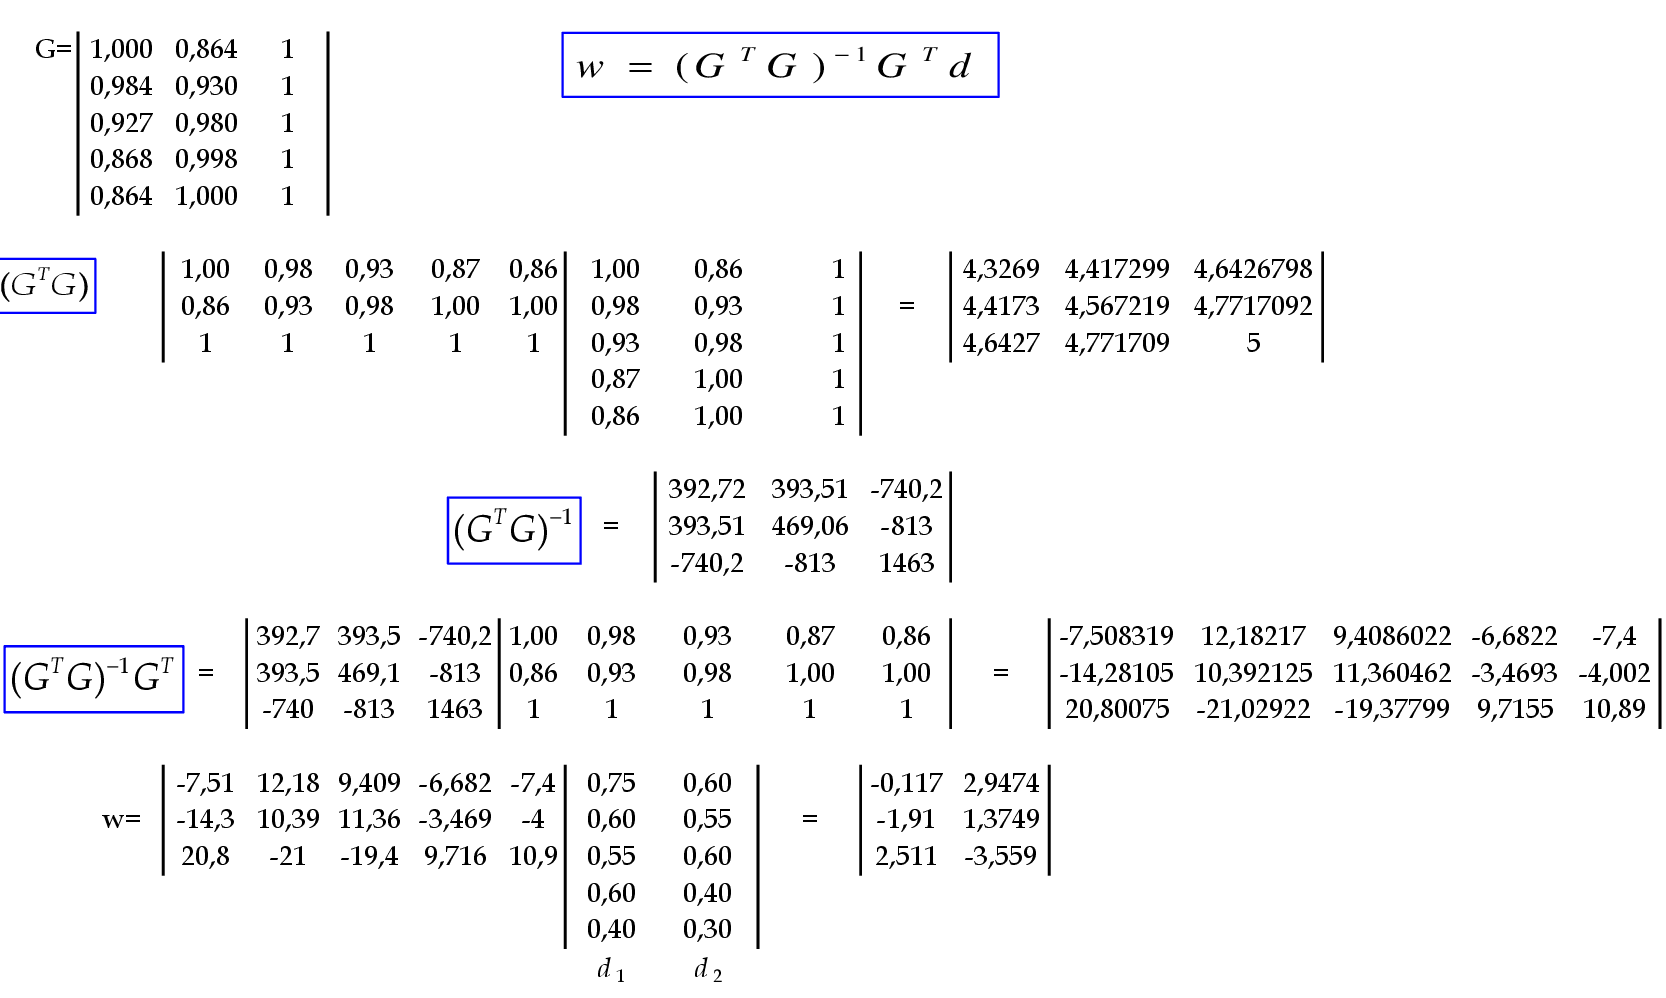 G= 1,000 0,864 1 w = (G ᵀ G )⁻¹ G ᵀ d
0,984 0,930 1
0,927 0,980 1
0,868 0,998 1
0,864 1,000 1
(GᵀG) 1,00 0,98 0,93 0,87 0,86 1,00 0,86 1 4,3269 4,417299 4,6426798
0,86 0,93 0,98 1,00 1,00 0,98 0,93 1 = 4,4173 4,567219 4,7717092
1 1 1 1 1 0,93 0,98 1 4,6427 4,771709 5
0,87 1,00 1
0,86 1,00 1
392,72 393,51 -740,2
(GᵀG)⁻¹ = 393,51 469,06 -813
-740,2 -813 1463
392,7 393,5 -740,2 1,00 0,98 0,93 0,87 0,86 -7,508319 12,18217 9,4086022 -6,6822 -7,4
(GᵀG)⁻¹Gᵀ = 393,5 469,1 -813 0,86 0,93 0,98 1,00 1,00 = -14,28105 10,392125 11,360462 -3,4693 -4,002
-740 -813 1463 1 1 1 1 1 20,80075 -21,02922 -19,37799 9,7155 10,89
-7,51 12,18 9,409 -6,682 -7,4 0,75 0,60 -0,117 2,9474
w= -14,3 10,39 11,36 -3,469 -4 0,60 0,55 = -1,91 1,3749
20,8 -21 -19,4 9,716 10,9 0,55 0,60 2,511 -3,559
0,60 0,40
0,40 0,30
d₁ d₂